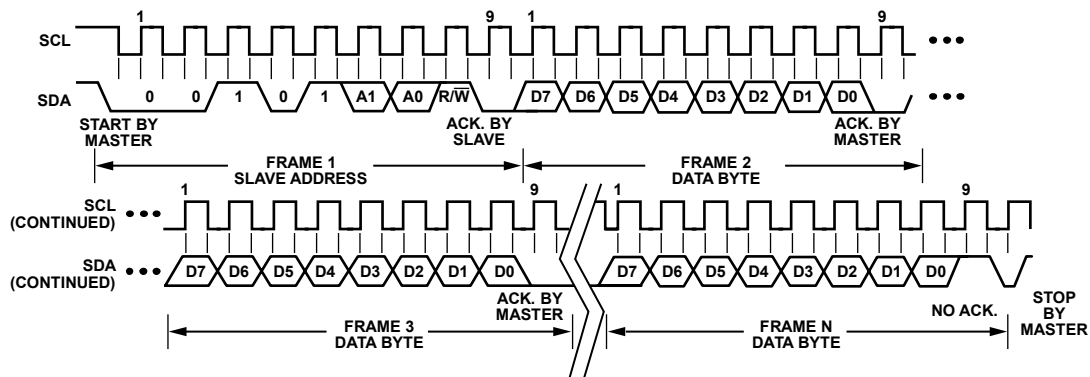 1 9 1 9
SCL •••
SDA 0 0 1 0 1 A1 A0 R/W̅ D7 D6 D5 D4 D3 D2 D1 D0 •••
START BY MASTER
ACK. BY SLAVE
ACK. BY MASTER
FRAME 1
SLAVE ADDRESS
FRAME 2
DATA BYTE
1 9 1 9
SCL
(CONTINUED) •••
SDA
(CONTINUED) ••• D7 D6 D5 D4 D3 D2 D1 D0 D7 D6 D5 D4 D3 D2 D1 D0
ACK. BY
MASTER
NO ACK.
STOP
BY
MASTER
FRAME 3
DATA BYTE
FRAME N
DATA BYTE